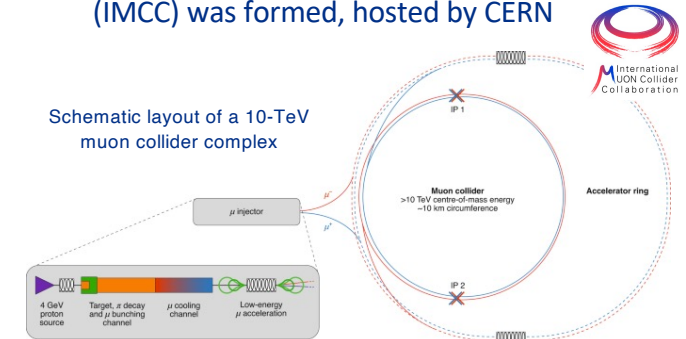 (IMCC) was formed, hosted by CERN
International
MUON Collider
Collaboration
Schematic layout of a 10-TeV
muon collider complex
IP 1
Muon collider
>10 TeV centre-of-mass energy
~10 km circumference
Accelerator ring
μ injector
μ⁻
μ⁺
IP 2
4 GeV
proton
source
Target, π decay
and μ bunching
channel
μ cooling
channel
Low-energy
μ acceleration